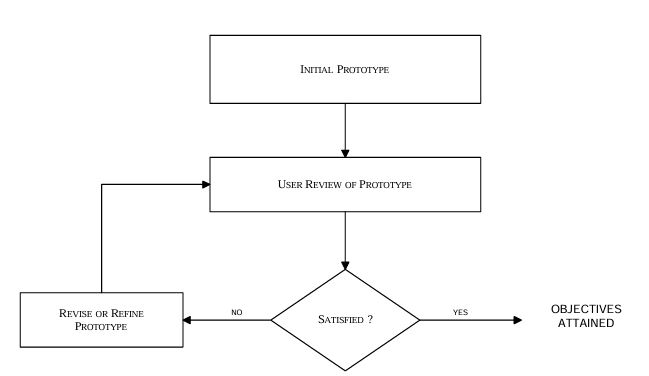 Initial Prototype
User Review of Prototype
Satisfied ?
NO
YES
Revise or Refine
Prototype
OBJECTIVES
ATTAINED